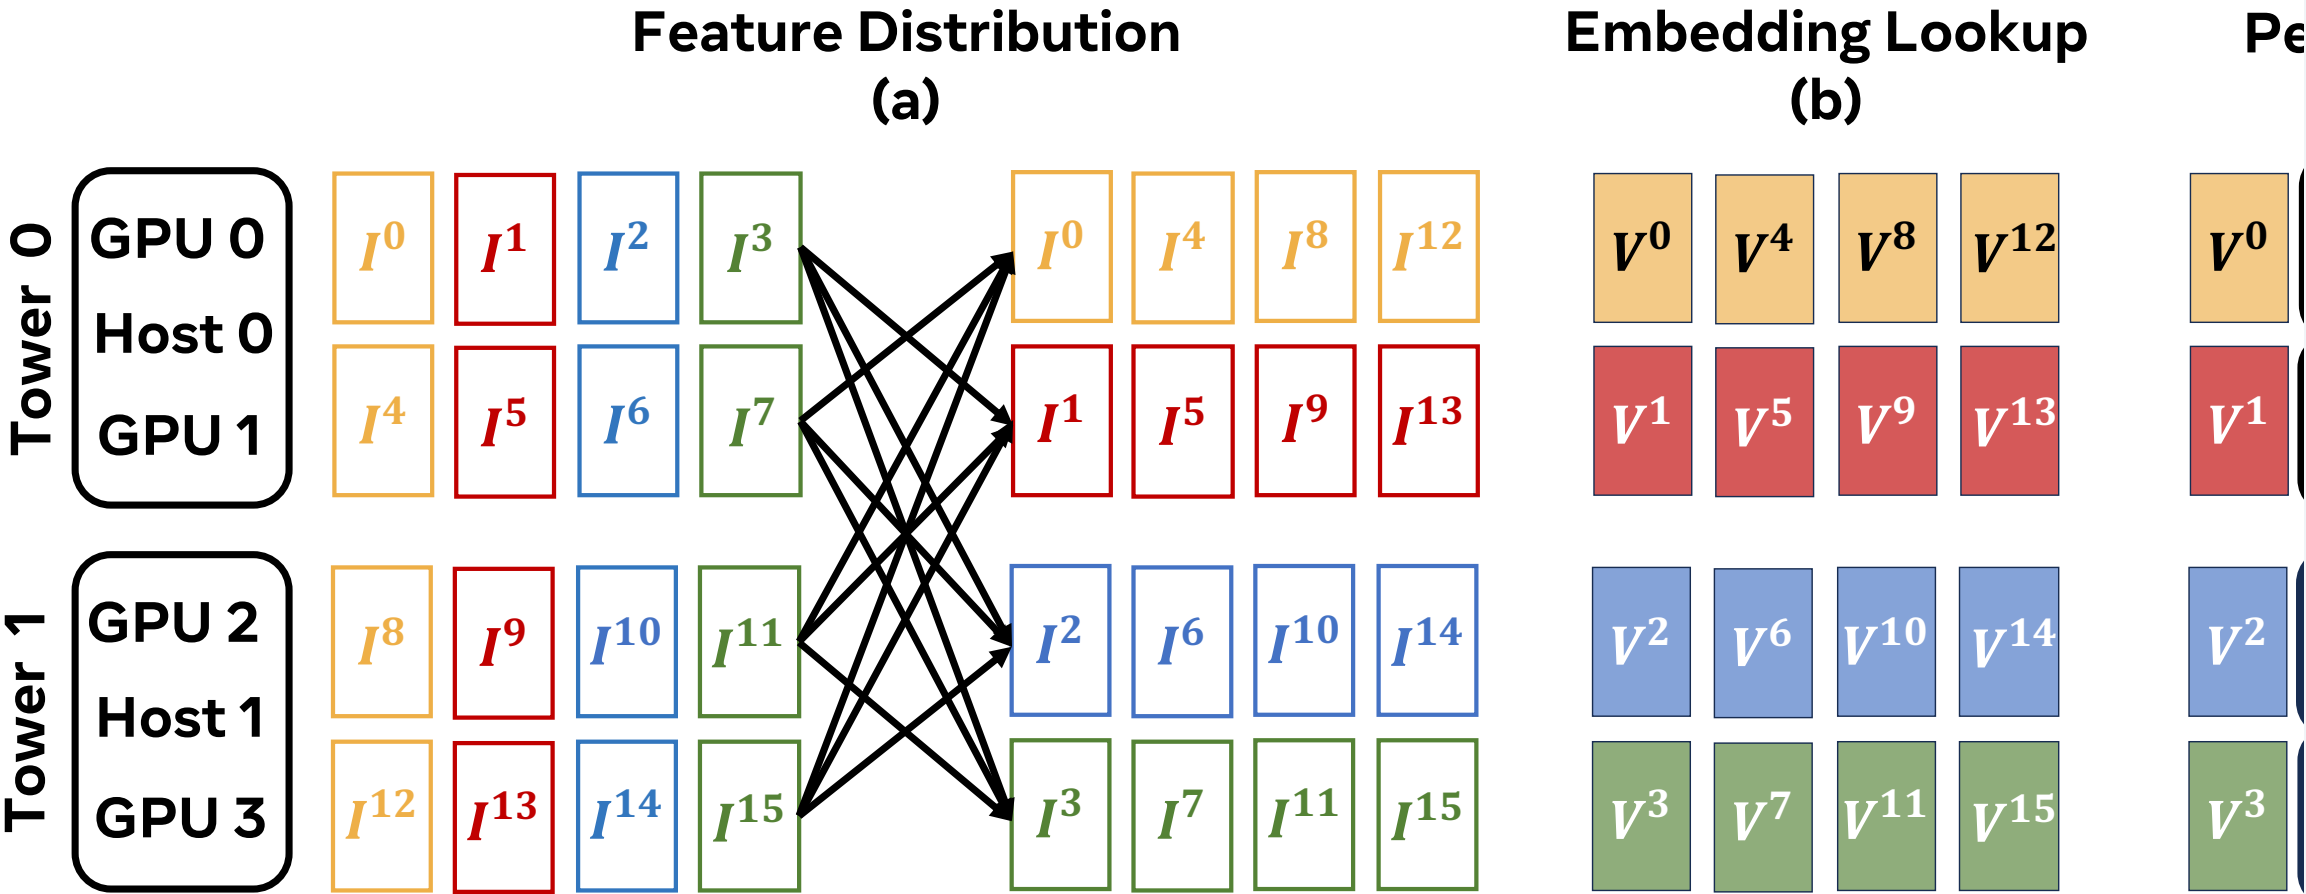 Feature Distribution
(a)
Embedding Lookup
(b)
Pe
Tower 0
GPU 0
Host 0
GPU 1
I⁰ I¹ I² I³ I⁰ I⁴ I⁸ I¹² V⁰ V⁴ V⁸ V¹² V⁰
I⁴ I⁵ I⁶ I⁷ I¹ I⁵ I⁹ I¹³ V¹ V⁵ V⁹ V¹³ V¹
Tower 1
GPU 2
Host 1
GPU 3
I⁸ I⁹ I¹⁰ I¹¹ I² I⁶ I¹⁰ I¹⁴ V² V⁶ V¹⁰ V¹⁴ V²
I¹² I¹³ I¹⁴ I¹⁵ I³ I⁷ I¹¹ I¹⁵ V³ V⁷ V¹¹ V¹⁵ V³